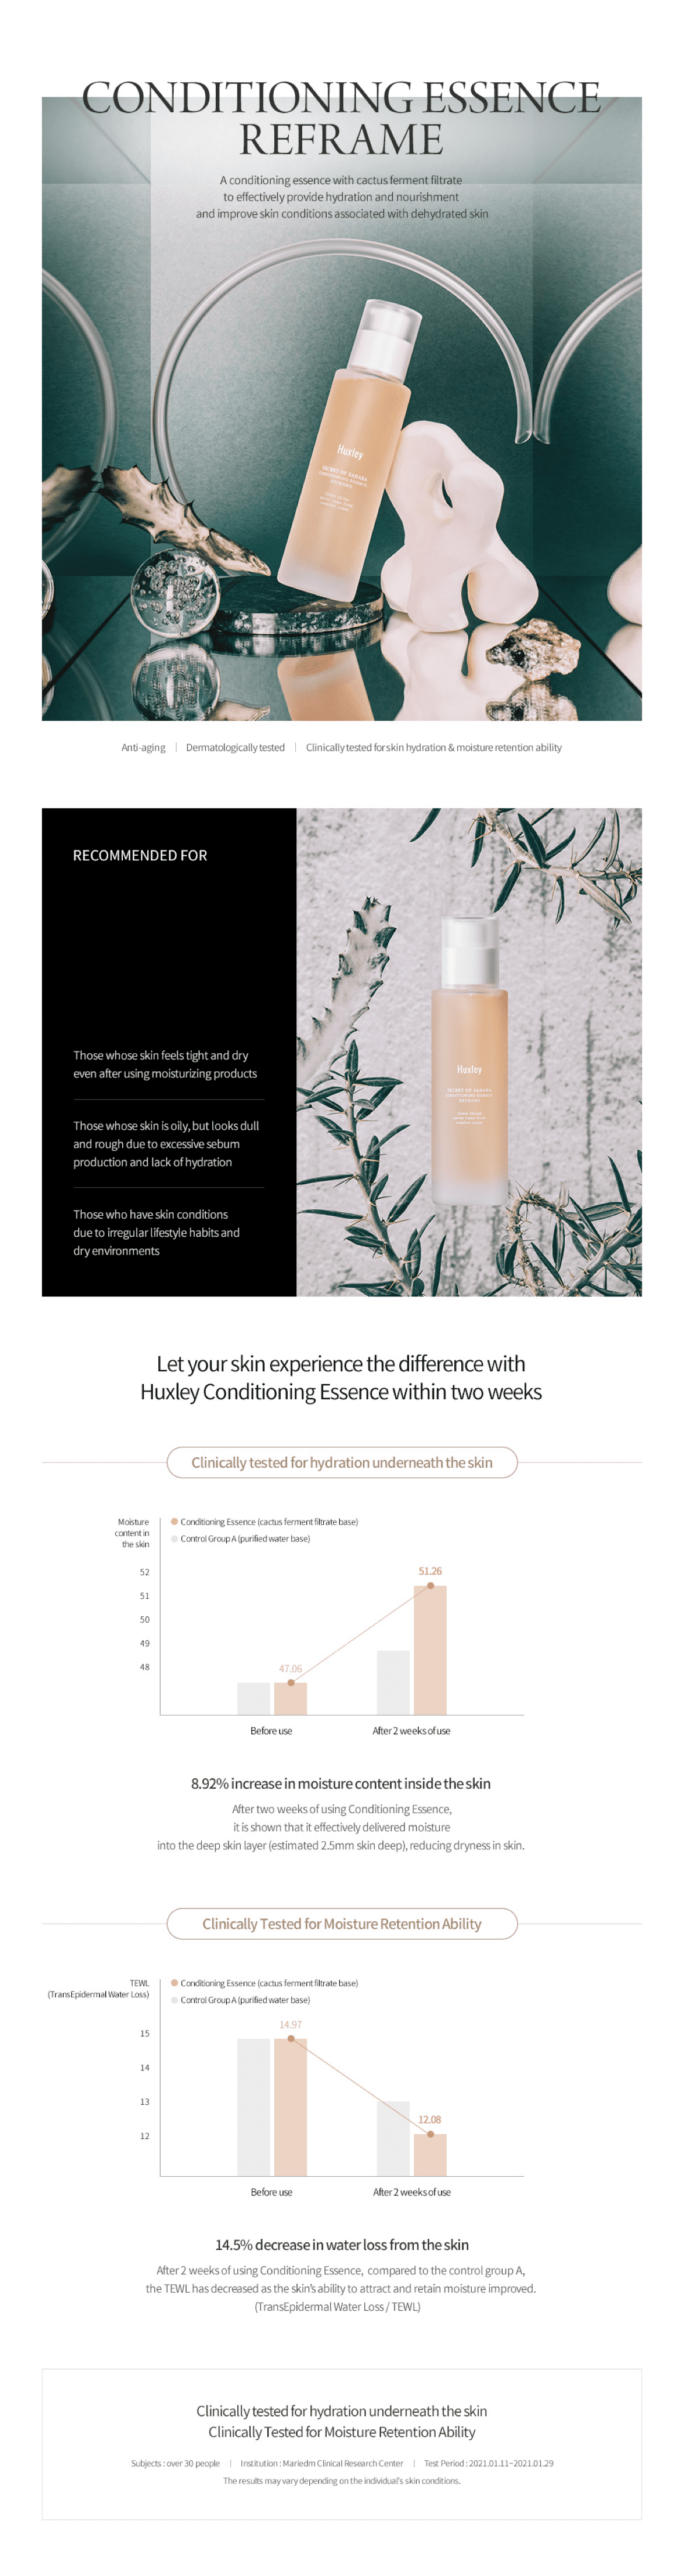 CONDITIONING ESSENCE
REFRAME
A conditioning essence with cactus ferment filtrate
to effectively provide hydration and nourishment
and improve skin conditions associated with dehydrated skin
Huxley
SECRET OF SAHARA
CONDITIONING ESSENCE
REFRAME
Anti-aging | Dermatologically tested | Clinically tested for skin hydration & moisture retention ability
RECOMMENDED FOR
Those whose skin feels tight and dry
even after using moisturizing products
Those whose skin is oily, but looks dull
and rough due to excessive sebum
production and lack of hydration
Those who have skin conditions
due to irregular lifestyle habits and
dry environments
Huxley
SECRET OF SAHARA
CONDITIONING ESSENCE
REFRAME
Let your skin experience the difference with
Huxley Conditioning Essence within two weeks
Clinically tested for hydration underneath the skin
Moisture
content in
the skin
Conditioning Essence (cactus ferment filtrate base)
Control Group A (purified water base)
52
51
50
49
48
47.06
51.26
Before use
After 2 weeks of use
8.92% increase in moisture content inside the skin
After two weeks of using Conditioning Essence,
it is shown that it effectively delivered moisture
into the deep skin layer (estimated 2.5mm skin deep), reducing dryness in skin.
Clinically Tested for Moisture Retention Ability
TEWL
(TransEpidermal Water Loss)
Conditioning Essence (cactus ferment filtrate base)
Control Group A (purified water base)
15
14
13
12
14.97
12.08
Before use
After 2 weeks of use
14.5% decrease in water loss from the skin
After 2 weeks of using Conditioning Essence, compared to the control group A,
the TEWL has decreased as the skin's ability to attract and retain moisture improved.
(TransEpidermal Water Loss / TEWL)
Clinically tested for hydration underneath the skin
Clinically Tested for Moisture Retention Ability
Subjects : over 30 people | Institution : Mariedm Clinical Research Center | Test Period : 2021.01.11~2021.01.29
The results may vary depending on the individual's skin conditions.